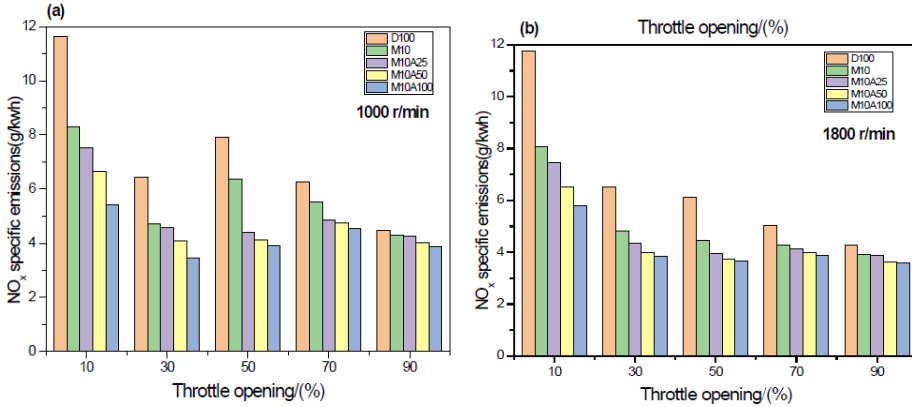 (a)
NOx specific emissions(g/kwh)
12
10
8
6
4
2
0
D100
M10
M10A25
M10A50
M10A100
1000 r/min
10 30 50 70 90
Throttle opening/(%)
Throttle opening/(%)
(b)
NOx specific emissions(g/kwh)
12
10
8
6
4
2
0
D100
M10
M10A25
M10A50
M10A100
1800 r/min
10 30 50 70 90
Throttle opening/(%)